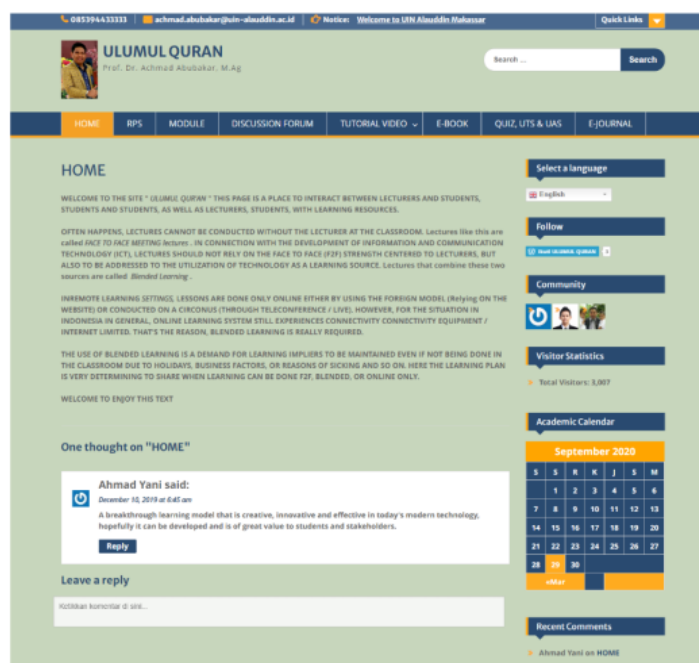 085394433333 achmad.abubakar@uin-alauddin.ac.id Notice: Welcome to UIN Alauddin Makassar Quick Links
ULUMUL QURAN
Prof. Dr. Achmad Abubakar, M.Ag
Search ... Search
HOME RPS MODULE DISCUSSION FORUM TUTORIAL VIDEO E-BOOK QUIZ, UTS & UAS E-JOURNAL
HOME
WELCOME TO THE SITE " ULUMUL QUR'AN " THIS PAGE IS A PLACE TO INTERACT BETWEEN LECTURERS AND STUDENTS,
STUDENTS AND STUDENTS, AS WELL AS LECTURERS, STUDENTS, WITH LEARNING RESOURCES.
OFTEN HAPPENS, LECTURES CANNOT BE CONDUCTED WITHOUT THE LECTURER AT THE CLASSROOM. Lectures like this are
called FACE TO FACE MEETING lectures . IN CONNECTION WITH THE DEVELOPMENT OF INFORMATION AND COMMUNICATION
TECHNOLOGY (ICT), LECTURES SHOULD NOT RELY ON THE FACE TO FACE (F2F) STRENGTH CENTERED TO LECTURERS, BUT
ALSO TO BE ADDRESSED TO THE UTILIZATION OF TECHNOLOGY AS A LEARNING SOURCE. Lectures that combine these two
sources are called Blended Learning .
INREMOTE LEARNING SETTINGS, LESSONS ARE DONE ONLY ONLINE EITHER BY USING THE FOREIGN MODEL (Relying ON THE
WEBSITE) OR CONDUCTED ON A CIRCONUS (THROUGH TELECONFERENCE / LIVE). HOWEVER, FOR THE SITUATION IN
INDONESIA IN GENERAL, ONLINE LEARNING SYSTEM STILL EXPERIENCES CONNECTIVITY CONNECTIVITY EQUIPMENT /
INTERNET LIMITED. THAT'S THE REASON, BLENDED LEARNING IS REALLY REQUIRED.
THE USE OF BLENDED LEARNING IS A DEMAND FOR LEARNING IMPLIERS TO BE MAINTAINED EVEN IF NOT BEING DONE IN
THE CLASSROOM DUE TO HOLIDAYS, BUSINESS FACTORS, OR REASONS OF SICKING AND SO ON. HERE THE LEARNING PLAN
IS VERY DETERMINING TO SHARE WHEN LEARNING CAN BE DONE F2F, BLENDED, OR ONLINE ONLY.
WELCOME TO ENJOY THIS TEXT
One thought on "HOME"
Ahmad Yani said:
December 10, 2019 at 6:45 am
A breakthrough learning model that is creative, innovative and effective in today's modern technology,
hopefully it can be developed and is of great value to students and stakeholders.
Reply
Leave a reply
Ketikkan komentar di sini...
Select a language
English
Follow
ULUMUL QURAN
Community
Visitor Statistics
Total Visitors: 3,007
Academic Calendar
September 2020
S S R K J S M
1 2 3 4 5 6
7 8 9 10 11 12 13
14 15 16 17 18 19 20
21 22 23 24 25 26 27
28 29 30
«Mar
Recent Comments
Ahmad Yani on HOME